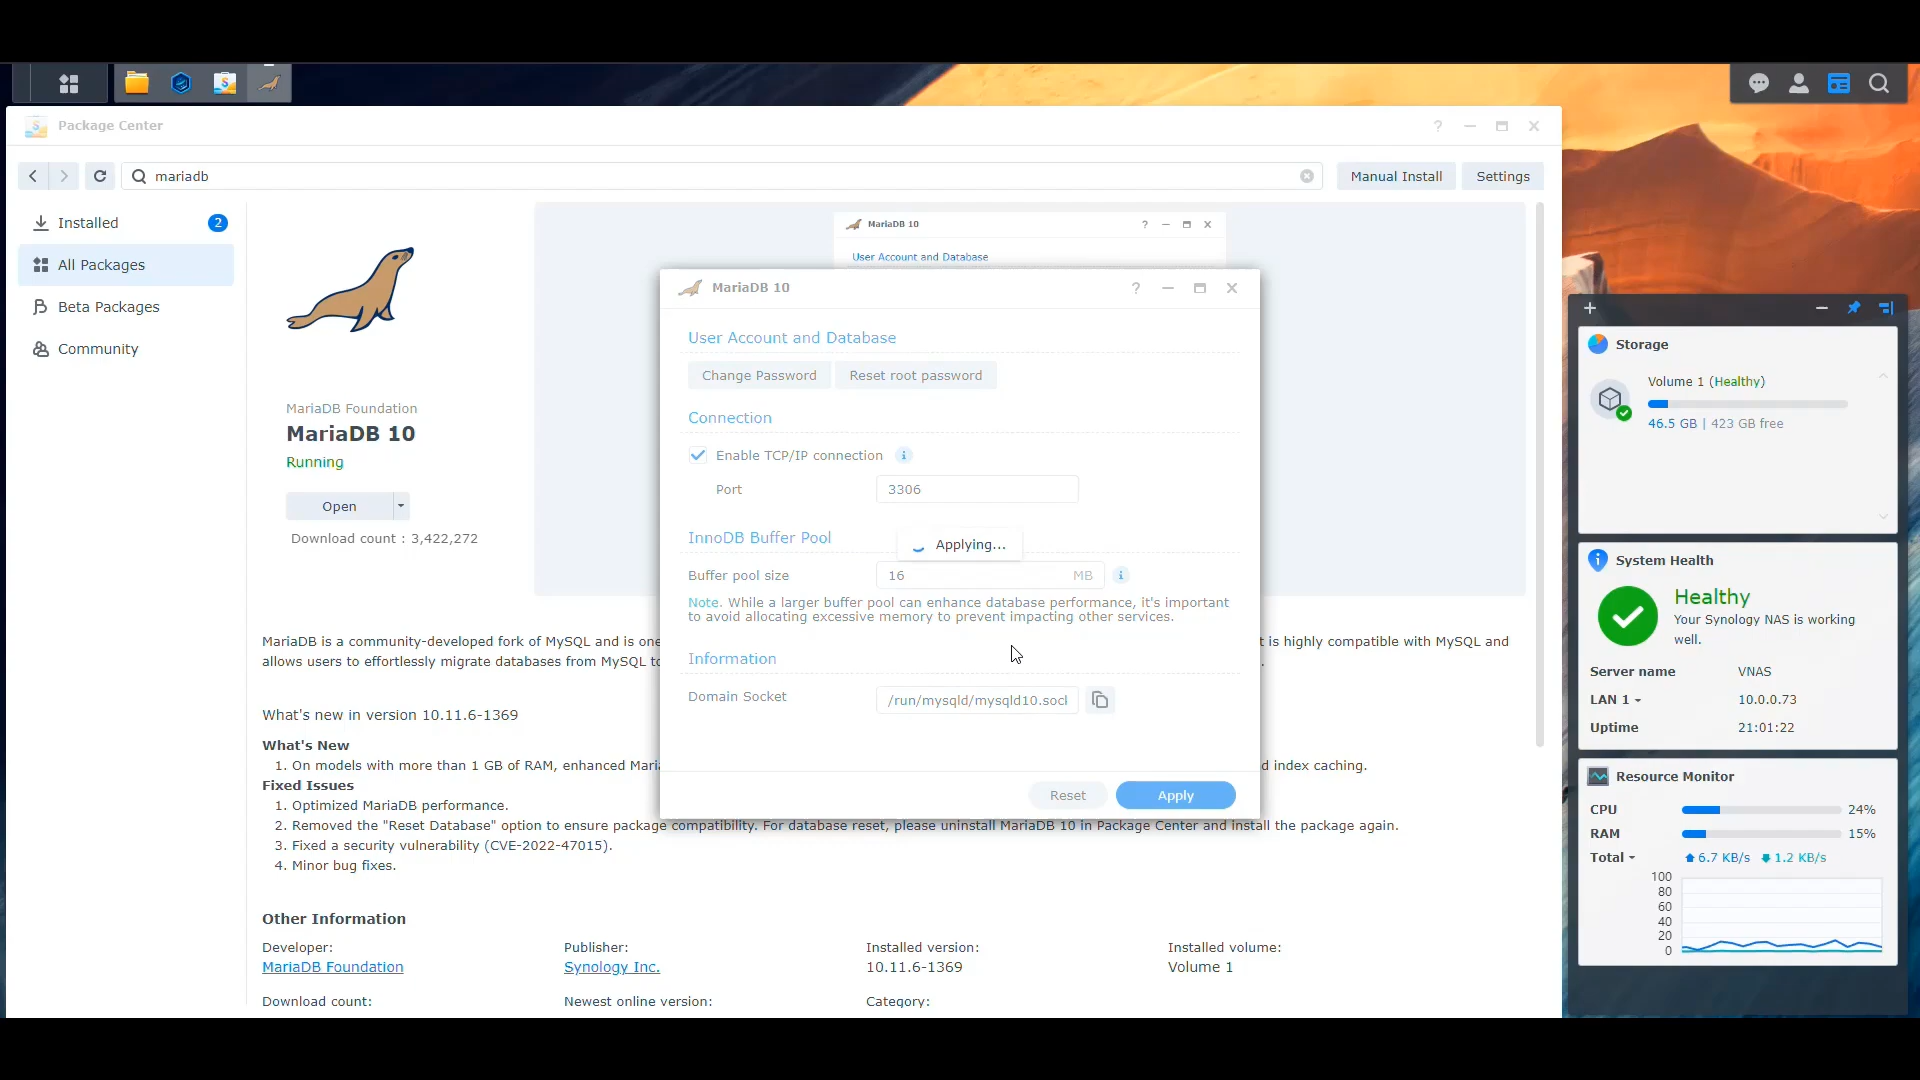 Package Center
mariadb
Manual Install
Settings
Installed
2
All Packages
Beta Packages
Community
MariaDB Foundation
MariaDB 10
Running
Open
Download count : 3,422,272
MariaDB 10
User Account and Database
MariaDB 10
User Account and Database
Change Password
Reset root password
Connection
Enable TCP/IP connection
Port
3306
InnoDB Buffer Pool
Applying...
Buffer pool size
16
MB
Note. While a larger buffer pool can enhance database performance, it's important
to avoid allocating excessive memory to prevent impacting other services.
Information
Domain Socket
/run/mysqld/mysqld10.socl
Reset
Apply
MariaDB is a community-developed fork of MySQL and is one
t is highly compatible with MySQL and
allows users to effortlessly migrate databases from MySQL to
What's new in version 10.11.6-1369
What's New
1. On models with more than 1 GB of RAM, enhanced Maria
d index caching.
Fixed Issues
1. Optimized MariaDB performance.
2. Removed the "Reset Database" option to ensure package compatibility. For database reset, please uninstall MariaDB 10 in Package Center and install the package again.
3. Fixed a security vulnerability (CVE-2022-47015).
4. Minor bug fixes.
Other Information
Developer:
Publisher:
Installed version:
Installed volume:
MariaDB Foundation
Synology Inc.
10.11.6-1369
Volume 1
Download count:
Newest online version:
Category:
Storage
Volume 1 (Healthy)
46.5 GB | 423 GB free
System Health
Healthy
Your Synology NAS is working
well.
Server name
VNAS
LAN 1
10.0.0.73
Uptime
21:01:22
Resource Monitor
CPU
24%
RAM
15%
Total
6.7 KB/s
1.2 KB/s
100
80
60
40
20
0